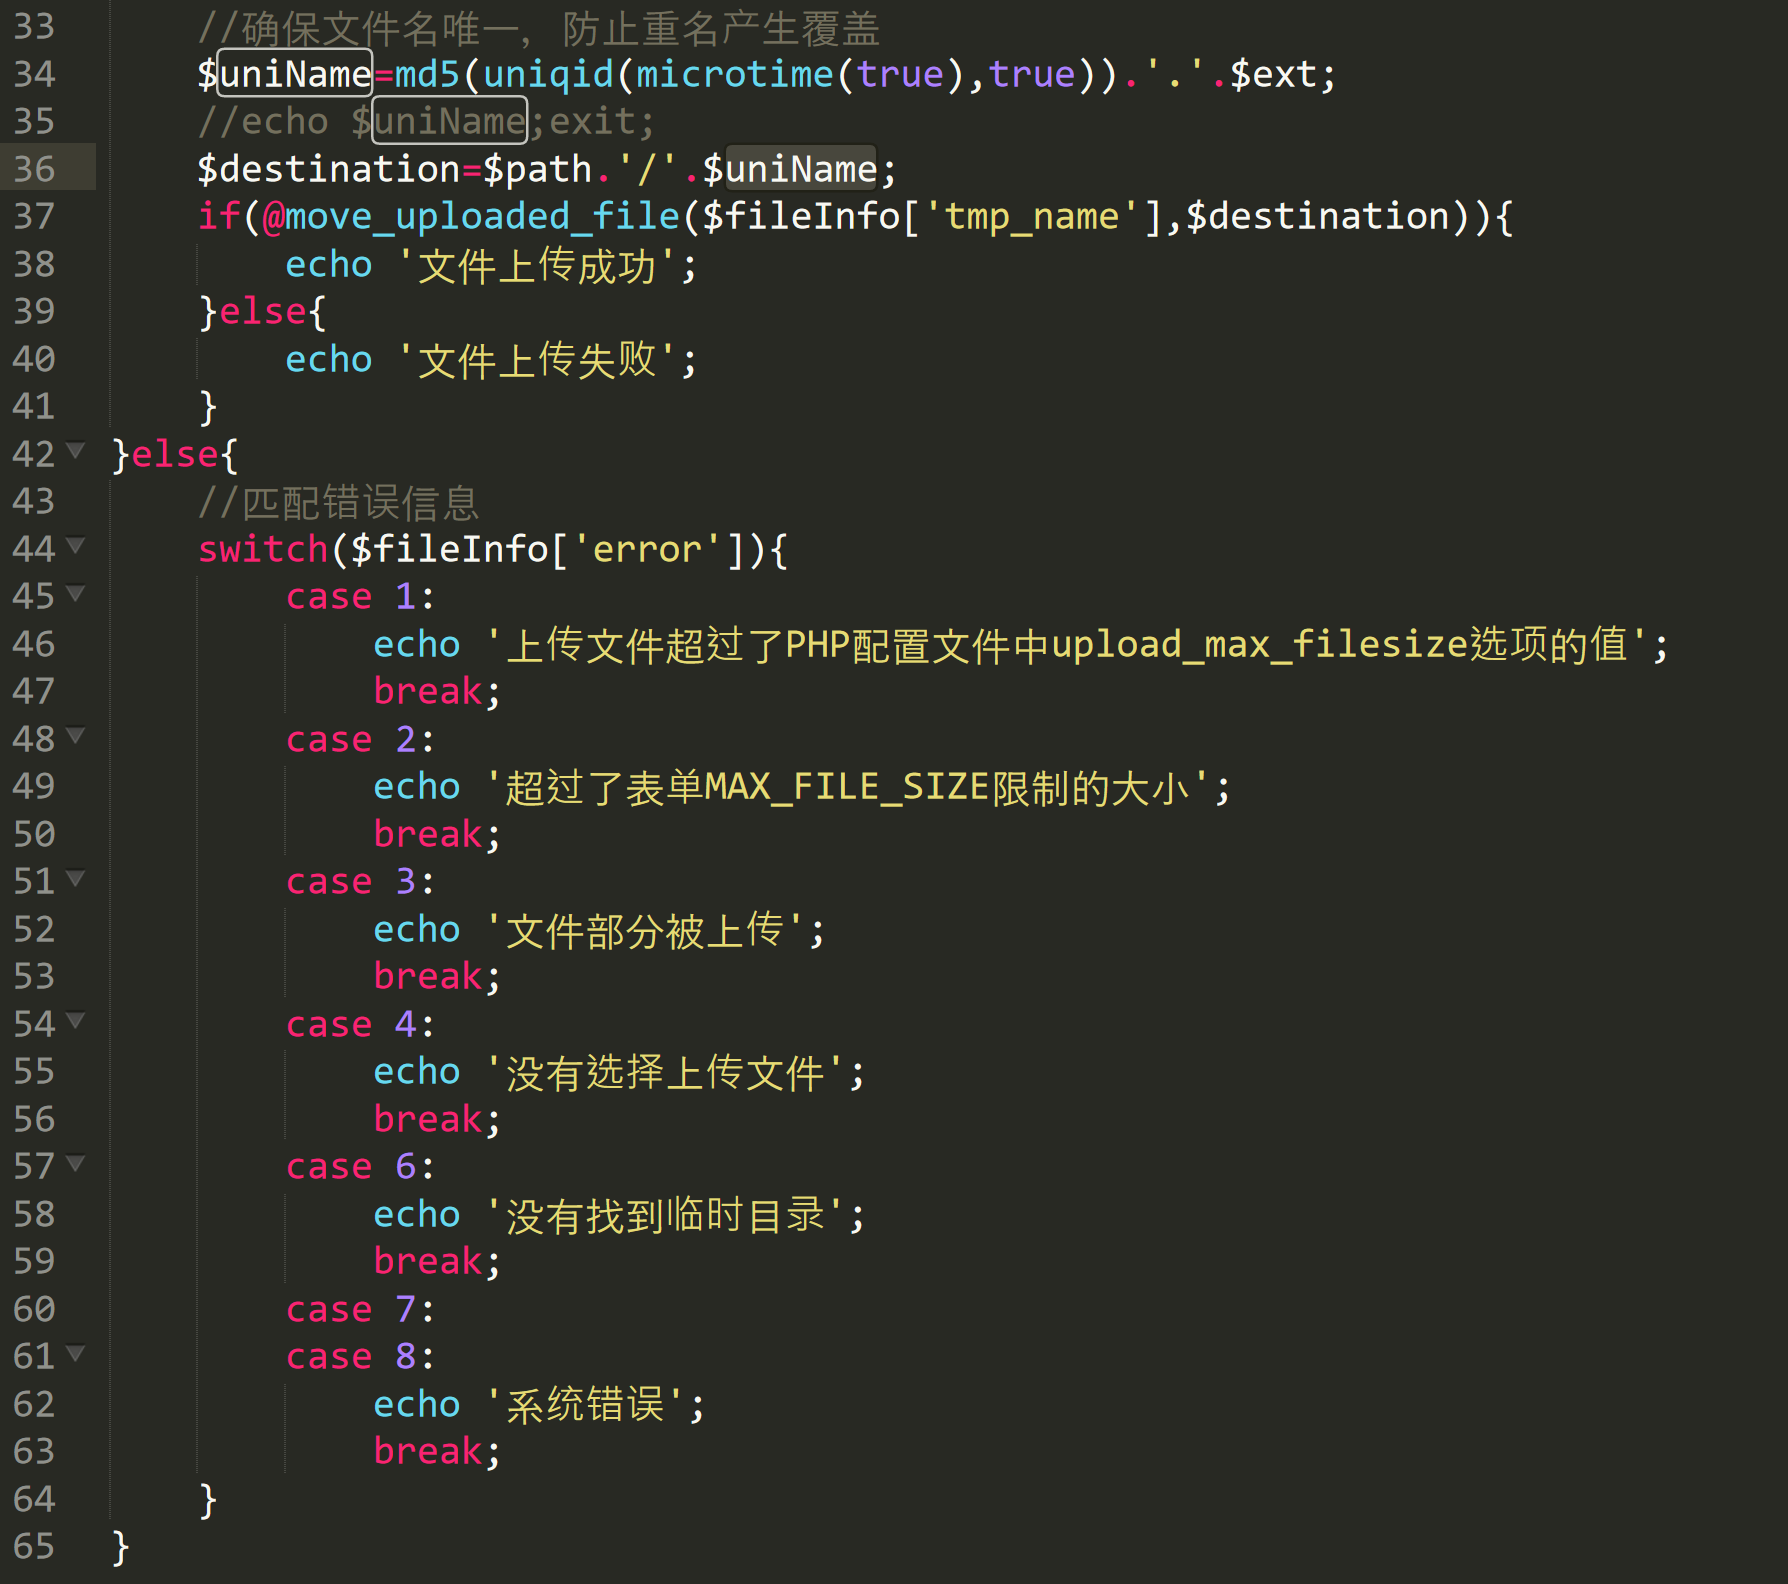 33 //确保文件名唯一，防止重名产生覆盖
34 $uniName=md5(uniqid(microtime(true),true)).'.'.$ext;
35 //echo $uniName;exit;
36 $destination=$path.'/'.$uniName;
37 if(@move_uploaded_file($fileInfo['tmp_name'],$destination)){
38 echo '文件上传成功';
39 }else{
40 echo '文件上传失败';
41 }
42 }else{
43 //匹配错误信息
44 switch($fileInfo['error']){
45 case 1:
46 echo '上传文件超过了PHP配置文件中upload_max_filesize选项的值';
47 break;
48 case 2:
49 echo '超过了表单MAX_FILE_SIZE限制的大小';
50 break;
51 case 3:
52 echo '文件部分被上传';
53 break;
54 case 4:
55 echo '没有选择上传文件';
56 break;
57 case 6:
58 echo '没有找到临时目录';
59 break;
60 case 7:
61 case 8:
62 echo '系统错误';
63 break;
64 }
65 }